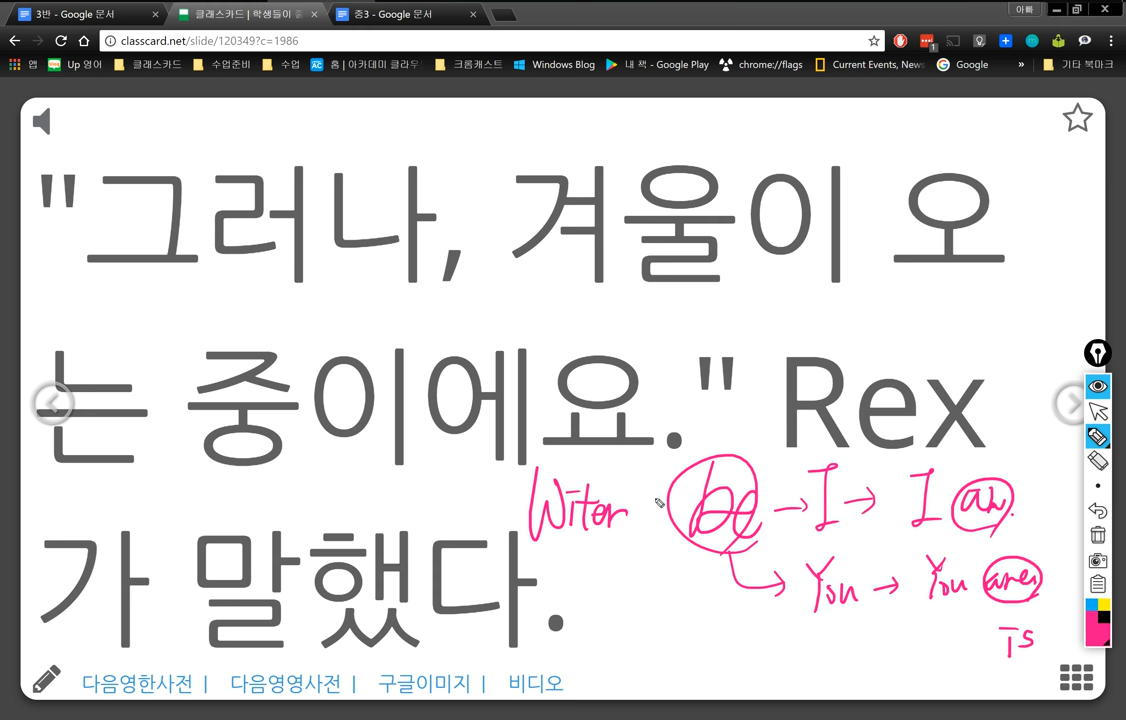 3반 - Google 문서
클래스카드 | 학생들이 좋
중3 - Google 문서
아빠
classcard.net/slide/120349?c=1986
1
앱
Up 영어
클래스카드
수업준비
수업
홈 | 아카데미 클라우
크롬캐스트
Windows Blog
내 책 - Google Play
chrome://flags
Current Events, News
Google
»
기타 북마크
"그러나, 겨울이 오
는 중이에요." Rex
가 말했다.
be → I → I am.
You → You are
다음영한사전 | 다음영영사전 | 구글이미지 | 비디오